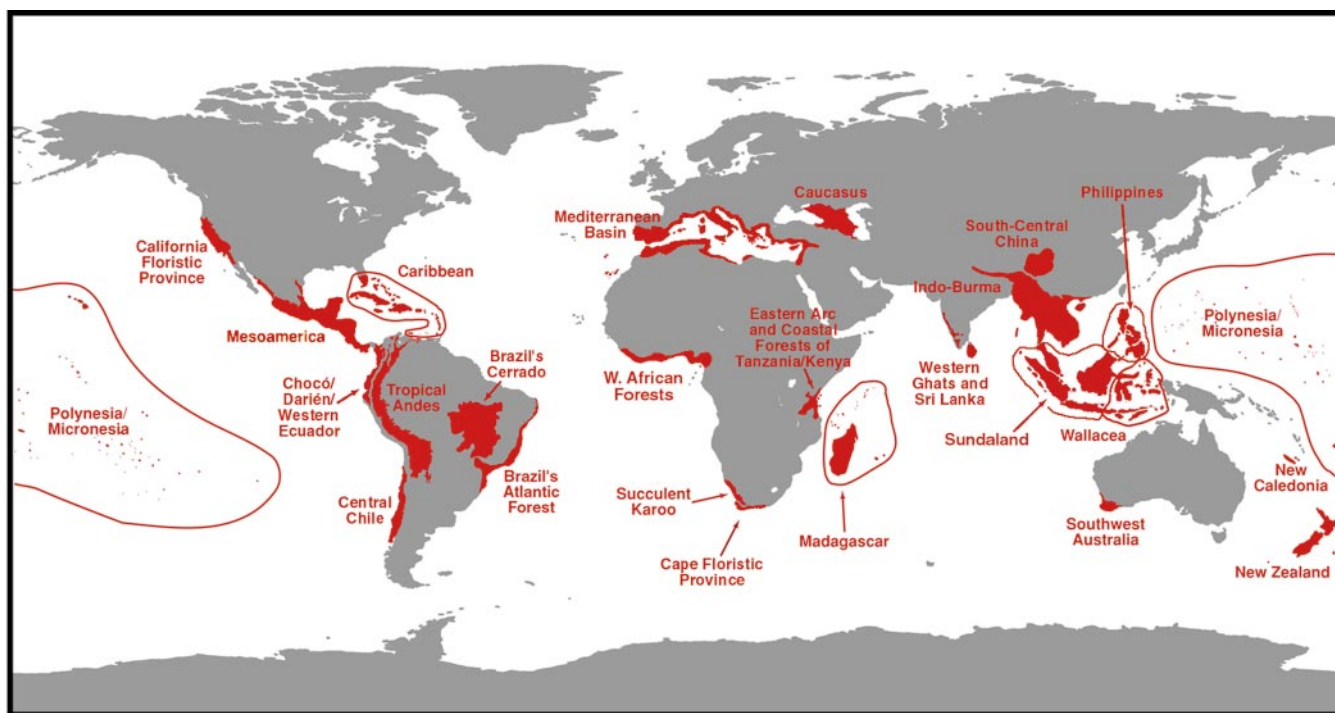 California
Floristic
Province
Caribbean
Mesoamerica
Polynesia/
Micronesia
Chocó/
Darién/
Western
Ecuador
Tropical
Andes
Brazil's
Cerrado
Brazil's
Atlantic
Forest
Central
Chile
Mediterranean
Basin
Caucasus
W. African
Forests
Eastern Arc
and Coastal
Forests of
Tanzania/Kenya
Succulent
Karoo
Cape Floristic
Province
Madagascar
Philippines
South-Central
China
Indo-Burma
Western
Ghats and
Sri Lanka
Sundaland
Wallacea
Polynesia/
Micronesia
New
Caledonia
Southwest
Australia
New Zealand